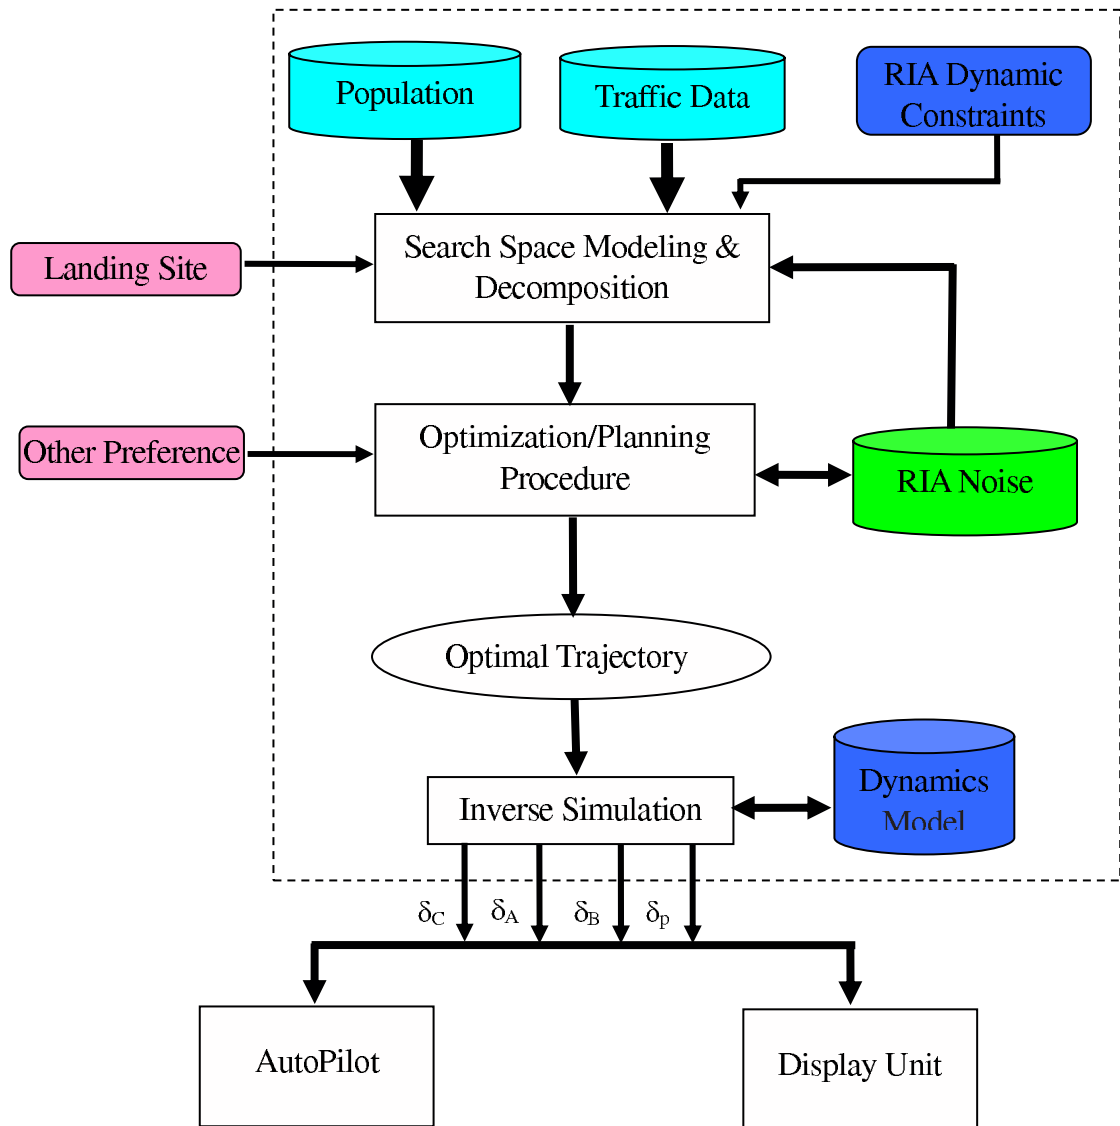 Population
Traffic Data
RIA Dynamic
Constraints
Search Space Modeling &
Decomposition
Landing Site
Optimization/Planning
Procedure
Other Preference
RIA Noise
Optimal Trajectory
Dynamics
Model
Inverse Simulation
δC δA δB δp
AutoPilot
Display Unit